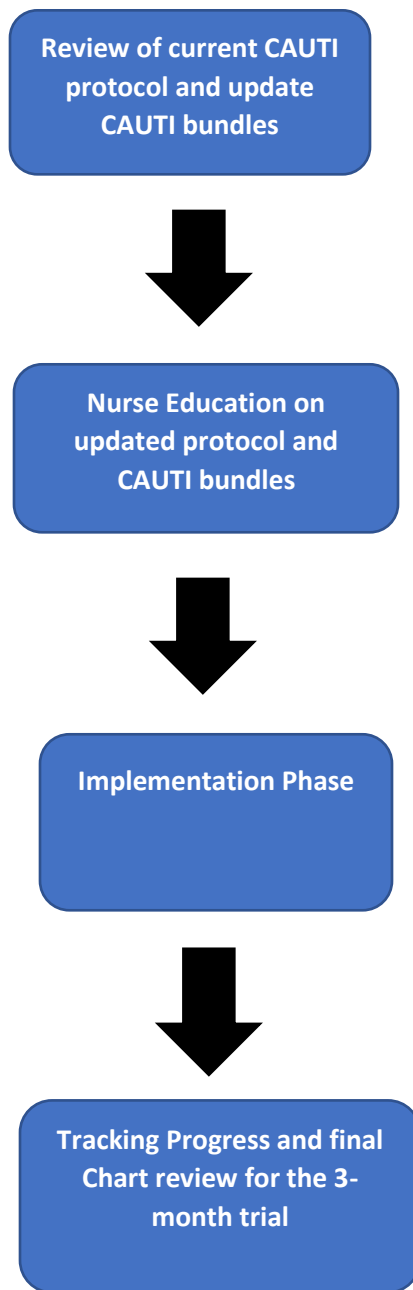 Review of current CAUTI
protocol and update
CAUTI bundles
Nurse Education on
updated protocol and
CAUTI bundles
Implementation Phase
Tracking Progress and final
Chart review for the 3-
month trial